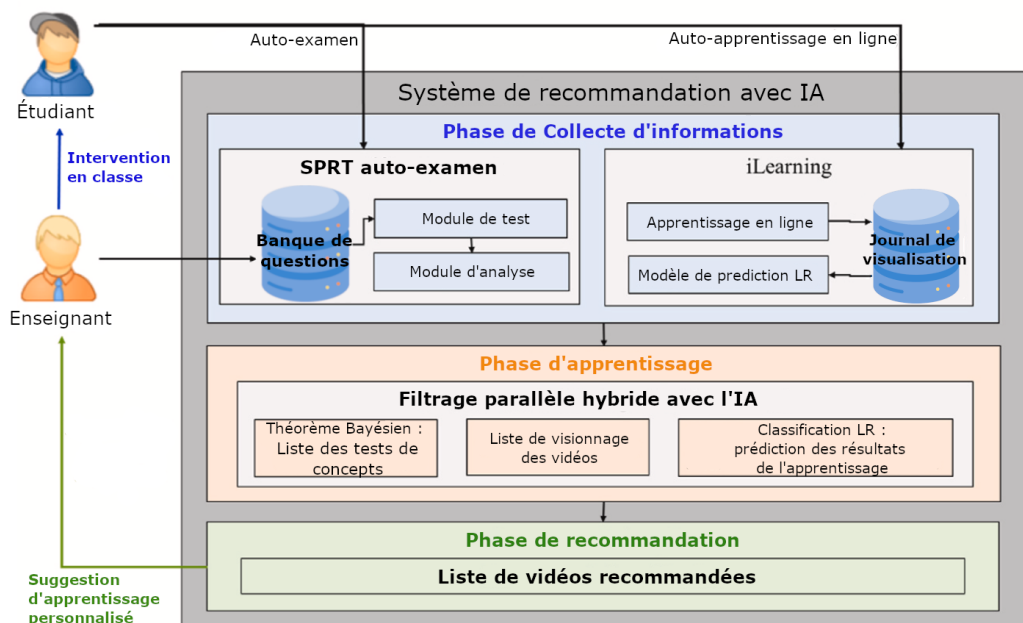 Auto-examen
Auto-apprentissage en ligne
Étudiant
Système de recommandation avec IA
Phase de Collecte d'informations
Intervention
en classe
SPRT auto-examen
iLearning
Module de test
Banque de
questions
Module d'analyse
Apprentissage en ligne
Journal de
visualisation
Modèle de prediction LR
Enseignant
Phase d'apprentissage
Filtrage parallèle hybride avec l'IA
Théorème Bayésien :
Liste des tests de
concepts
Liste de visionnage
des vidéos
Classification LR :
prédiction des résultats
de l'apprentissage
Phase de recommandation
Liste de vidéos recommandées
Suggestion
d'apprentissage
personnalisé